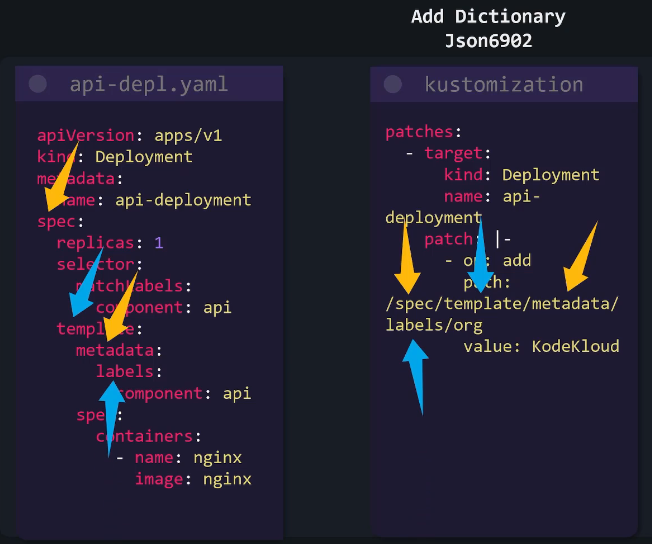 Add Dictionary
Json6902
api-depl.yaml
apiVersion: apps/v1
kind: Deployment
metadata:
name: api-deployment
spec:
replicas: 1
selector:
matchLabels:
component: api
template:
metadata:
labels:
component: api
spec:
containers:
- name: nginx
image: nginx
kustomization
patches:
- target:
kind: Deployment
name: api-
deployment
patch: |-
- op: add
path:
/spec/template/metadata/
labels/org
value: KodeKloud